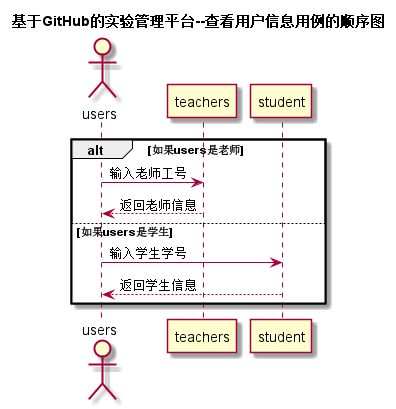 基于GitHub的实验管理平台--查看用户信息用例的顺序图
users
teachers
student
alt
[如果users是老师]
输入老师工号
返回老师信息
[如果users是学生]
输入学生学号
返回学生信息
users
teachers
student